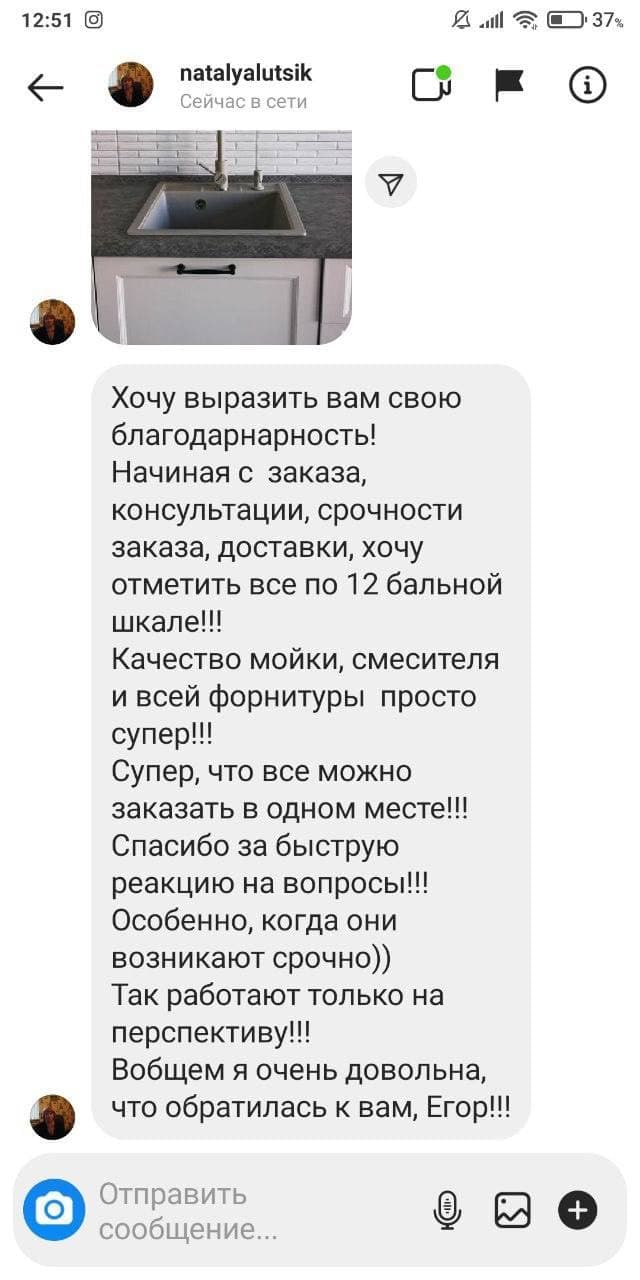 12:51
37%
natalyalutsik
Сейчас в сети
Хочу выразить вам свою
благодарнарность!
Начиная с заказа,
консультации, срочности
заказа, доставки, хочу
отметить все по 12 бальной
шкале!!!
Качество мойки, смесителя
и всей форнитуры просто
супер!!!
Супер, что все можно
заказать в одном месте!!!
Спасибо за быструю
реакцию на вопросы!!!
Особенно, когда они
возникают срочно))
Так работают только на
перспективу!!!
Вобщем я очень довольна,
что обратилась к вам, Егор!!!
Отправить
сообщение...